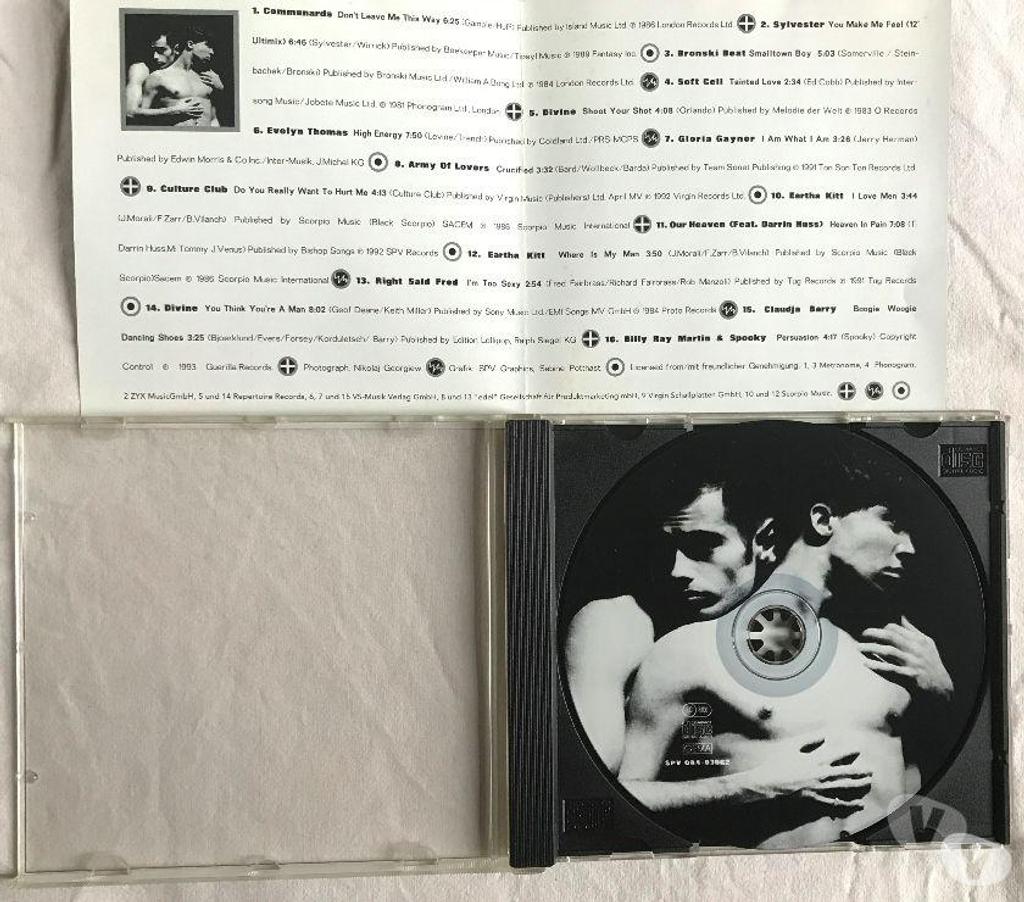 1. Communards Don't Leave Me This Way 6:25 (Gamble/Huff) Published by Island Music Ltd. ℗ 1986 London Records Ltd. 2. Sylvester You Make Me Feel (12"
Ultimix) 6:46 (Sylvester/Wirrick) Published by Beekeeper Music/Tipsyl Music ℗ 1989 Fantasy Inc. 3. Bronski Beat Smalltown Boy 5:03 (Somerville / Stein-
bachek/Bronski) Published by Bronski Music Ltd./William A.Bong Ltd. ℗ 1984 London Records Ltd. 4. Soft Cell Tainted Love 2:34 (Ed Cobb) Published by Inter-
song Music/Jobete Music Ltd. ℗ 1981 Phonogram Ltd., London 5. Divine Shoot Your Shot 4:08 (Orlando) Published by Melodie der Welt ℗ 1983 O Records
6. Evelyn Thomas High Energy 7:50 (Levine/Trench) Published by Coldland Ltd./PRS-MCPS 7. Gloria Gaynor I Am What I Am 3:26 (Jerry Herman)
Published by Edwin Morris & Co Inc./Inter-Musik, J.Michel KG 8. Army Of Lovers Crucified 3:32 (Bard/Wollbeck/Barda) Published by Team Sonet Publishing ℗ 1991 Ton Son Ton Records Ltd.
9. Culture Club Do You Really Want To Hurt Me 4:13 (Culture Club) Published by Virgin Music (Publishers) Ltd. April MV ℗ 1992 Virgin Records Ltd. 10. Eartha Kitt I Love Men 3:44
(J.Morali/F.Zarr/B.Vilanch) Published by Scorpio Music (Black Scorpio) SACEM ℗ 1986 Scorpio Music International 11. Our Heaven (Feat. Darrin Huss) Heaven In Pain 7:08 (T.
Darrin Huss,M. Tommy J.Venus) Published by Bishop Songs ℗ 1992 SPV Records 12. Eartha Kitt Where Is My Man 3:50 (J.Morali/F.Zarr/B.Vilanch) Published by Scorpio Music (Black
Scorpio)Sacem ℗ 1986 Scorpio Music International 13. Right Said Fred I'm Too Sexy 2:54 (Fred Fairbrass/Richard Fairbrass/Rob Manzoli) Published by Tug Records ℗ 1991 Tug Records
14. Divine You Think You're A Man 8:02 (Geof Deane/Keith Miller) Published by Sony Music Ltd./EMI Songs MV GmbH ℗ 1984 Proto Records 15. Claudja Barry Boogie Woogie
Dancing Shoes 3:25 (Bjoerklund/Evers/Forsey/Korduletsch/ Barry) Published by Edition Lollipop, Ralph Siegel KG 16. Billy Ray Martin & Spooky Persuasion 4:17 (Spooky) Copyright
Control ℗ 1993 Guerilla Records. Photograph, Nikolaj Georgiew Grafik: SPV Graphics, Sabine Potthast. Licensed from/mit freundlicher Genehmigung: 1, 3 Metronome, 4 Phonogram,
2 ZYX MusicGmbH, 5 und 14 Repertoire Records, 6, 7 und 15 VS-Musik Verlag GmbH, 8 und 13 "edel" Gesellschaft für Produktmarketing mbH, 9 Virgin Schallplatten GmbH, 10 und 12 Scorpio Music.
COMPACT
disc
DIGITAL AUDIO
disc
GEMA
SPV 084-93962
V
V